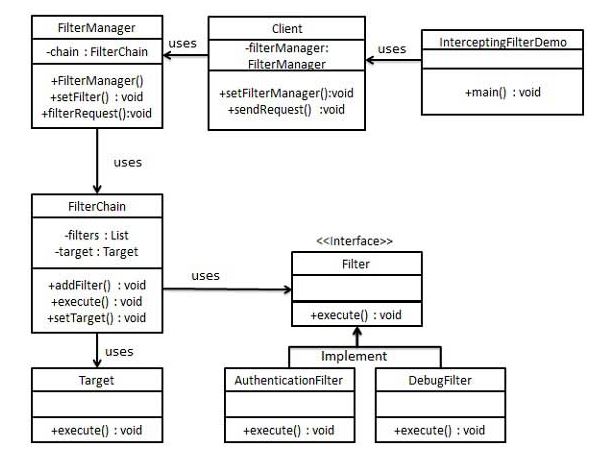 FilterManager
-chain : FilterChain
+FilterManager()
+setFilter() : void
+filterRequest():void
uses
Client
-filterManager:
FilterManager
+setFilterManager():void
+sendRequest() :void
uses
InterceptingFilterDemo
+main() : void
uses
FilterChain
-filters : List
-target : Target
+addFilter() : void
+execute() : void
+setTarget() : void
uses
<<Interface>>
Filter
+execute() : void
uses
Implement
Target
+execute() : void
AuthenticationFilter
+execute() : void
DebugFilter
+execute() : void